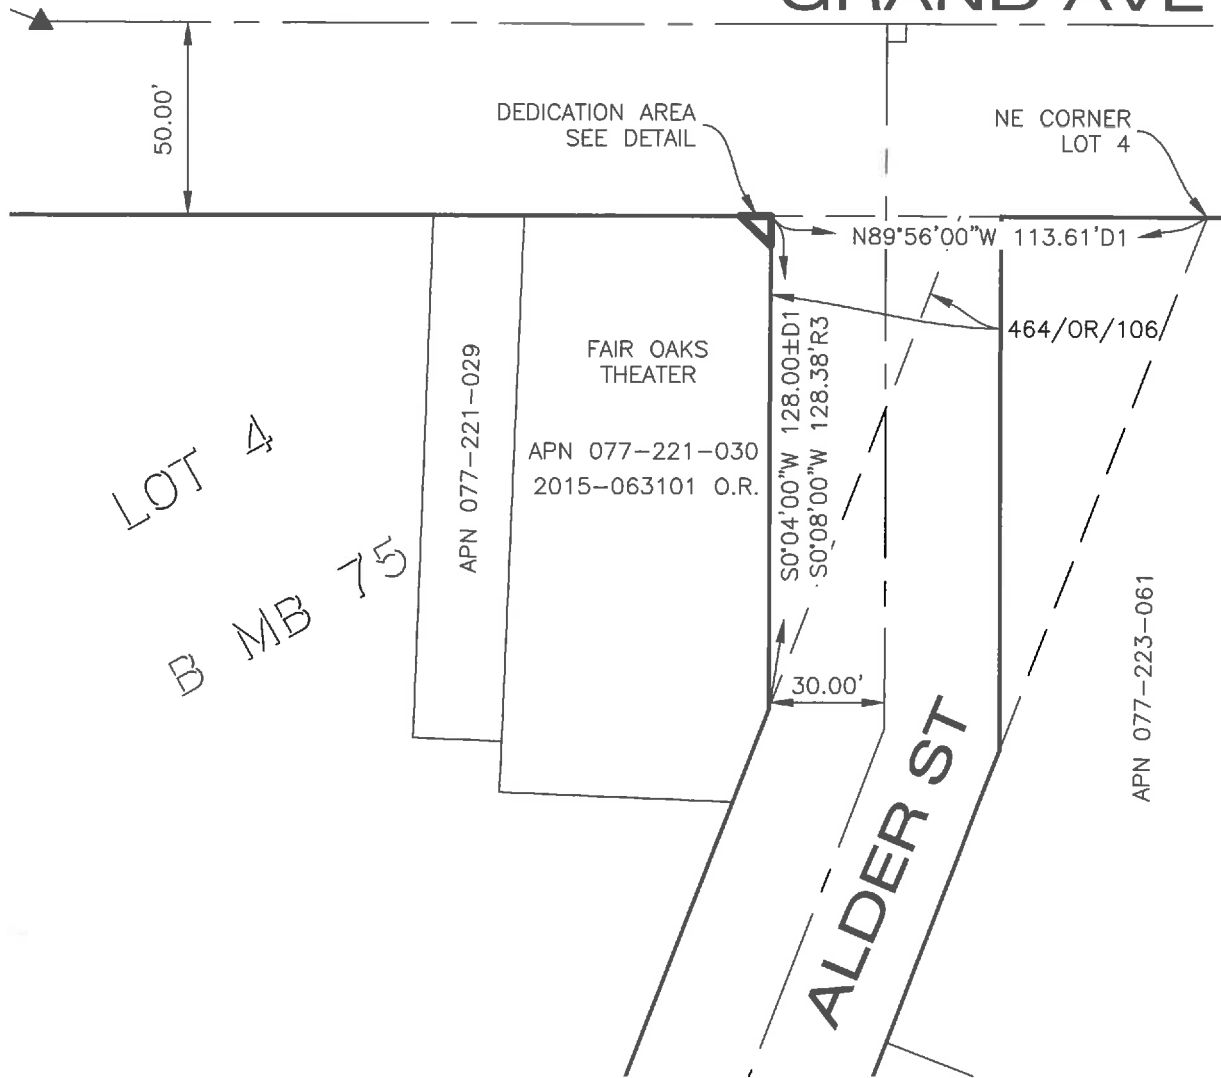 GRAND AVE
50.00'
DEDICATION AREA
SEE DETAIL
NE CORNER
LOT 4
N89°56'00"W 113.61'D1
464/OR/106
FAIR OAKS
THEATER
APN 077-221-029
APN 077-221-030
2015-063101 O.R.
S0°04'00"W 128.00±D1
S0°08'00"W 128.38'R3
LOT 4
B MB 75
30.00'
APN 077-223-061
ALDER ST